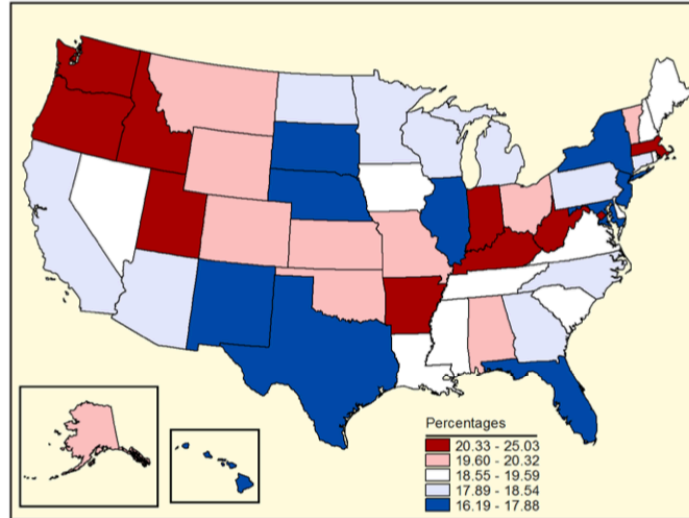 Percentages
20.33 - 25.03
19.60 - 20.32
18.55 - 19.59
17.89 - 18.54
16.19 - 17.88